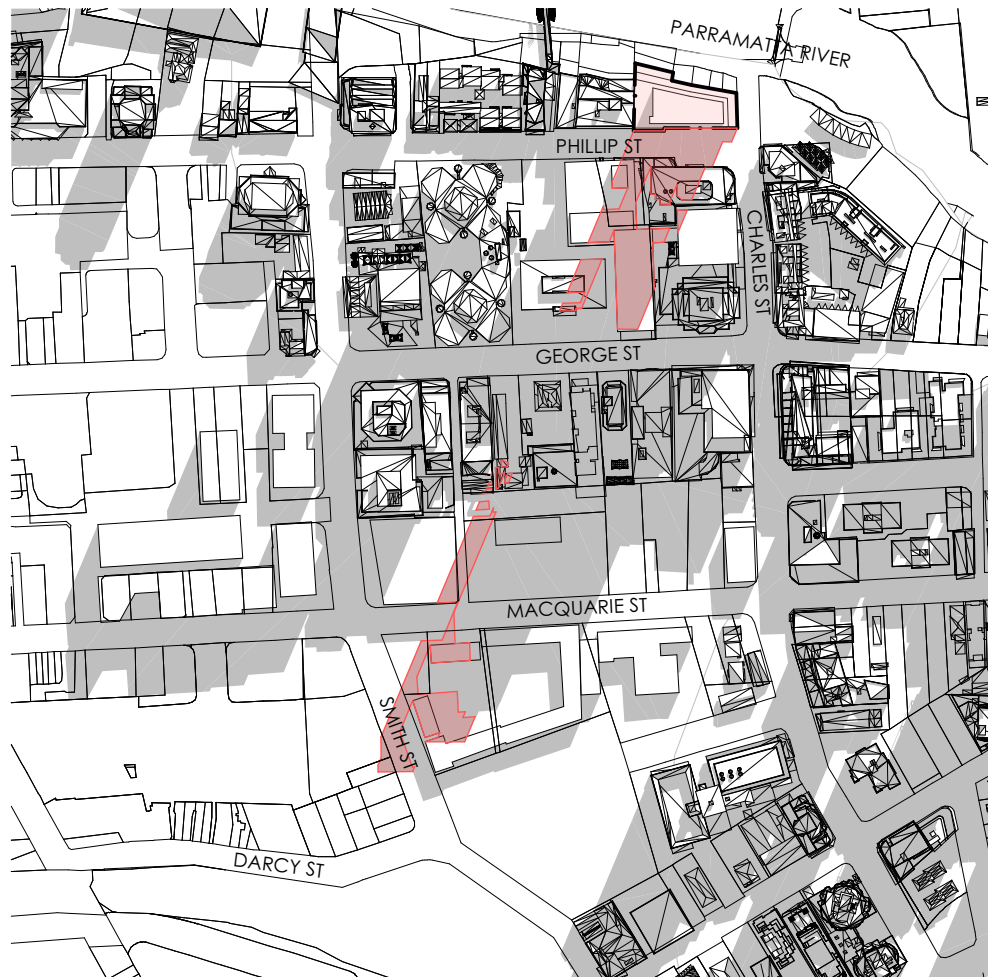 PARRAMATTA RIVER
PHILLIP ST
CHARLES ST
GEORGE ST
MACQUARIE ST
SMITH ST
DARCY ST